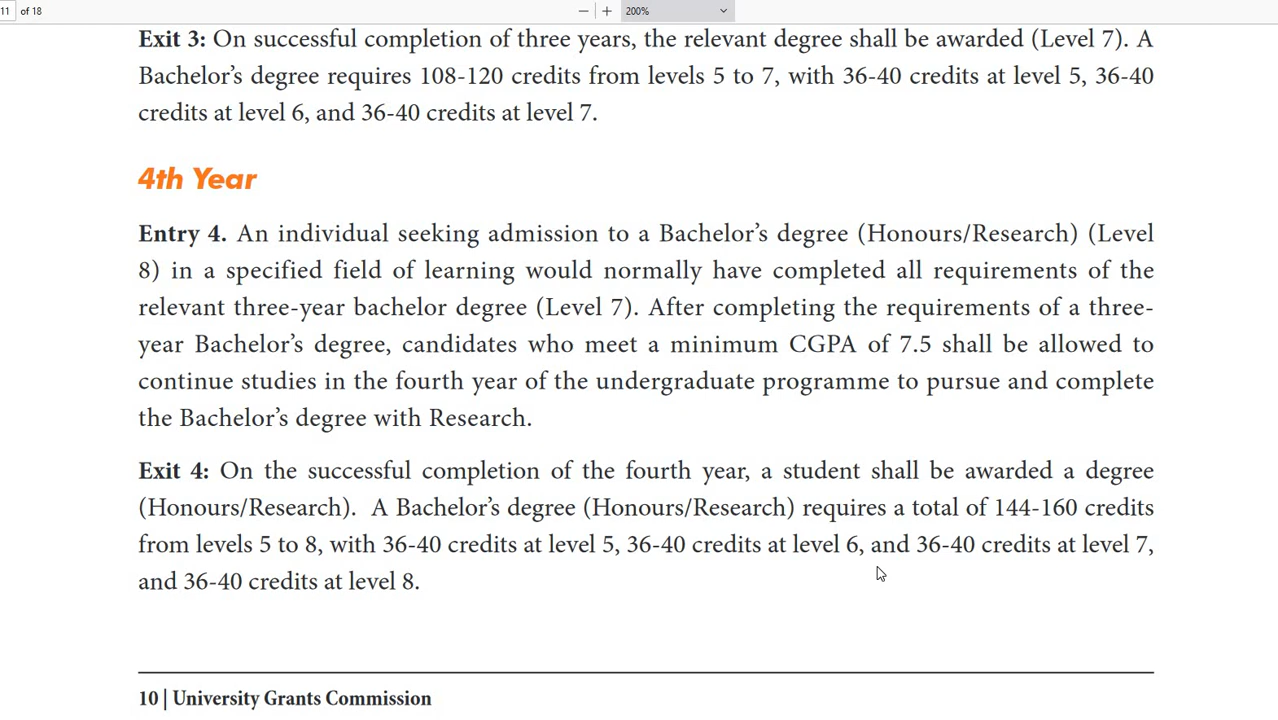 11 of 18
200%
Exit 3: On successful completion of three years, the relevant degree shall be awarded (Level 7). A
Bachelor’s degree requires 108-120 credits from levels 5 to 7, with 36-40 credits at level 5, 36-40
credits at level 6, and 36-40 credits at level 7.
4th Year
Entry 4. An individual seeking admission to a Bachelor’s degree (Honours/Research) (Level
8) in a specified field of learning would normally have completed all requirements of the
relevant three-year bachelor degree (Level 7). After completing the requirements of a three-
year Bachelor’s degree, candidates who meet a minimum CGPA of 7.5 shall be allowed to
continue studies in the fourth year of the undergraduate programme to pursue and complete
the Bachelor’s degree with Research.
Exit 4: On the successful completion of the fourth year, a student shall be awarded a degree
(Honours/Research). A Bachelor’s degree (Honours/Research) requires a total of 144-160 credits
from levels 5 to 8, with 36-40 credits at level 5, 36-40 credits at level 6, and 36-40 credits at level 7,
and 36-40 credits at level 8.
10 | University Grants Commission